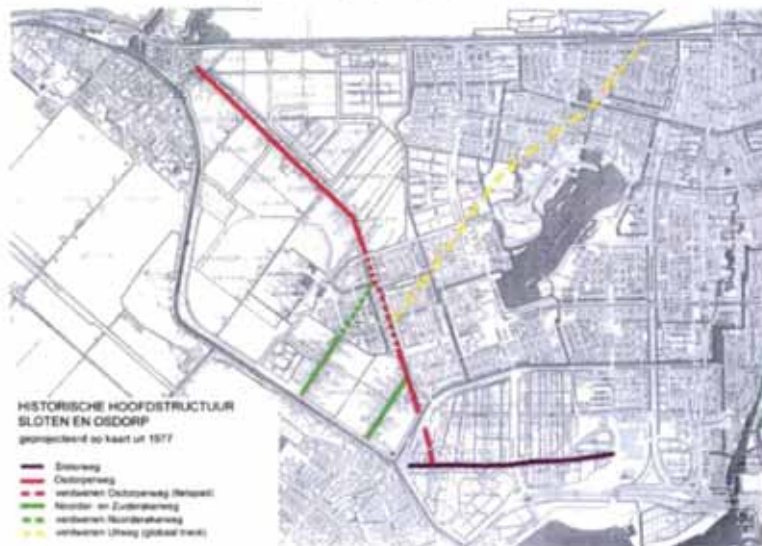 HISTORISCHE HOOFDSTRUCTUUR
SLOTEN EN OSDORP
geprojecteerd op kaart uit 1977
Sloterweg
Osdorperweg
verdwenen Osdorperweg (fietspad)
Noorder- en Zuiderakerweg
verdwenen Noorderakerweg
verdwenen Uitweg (globaal tracé)